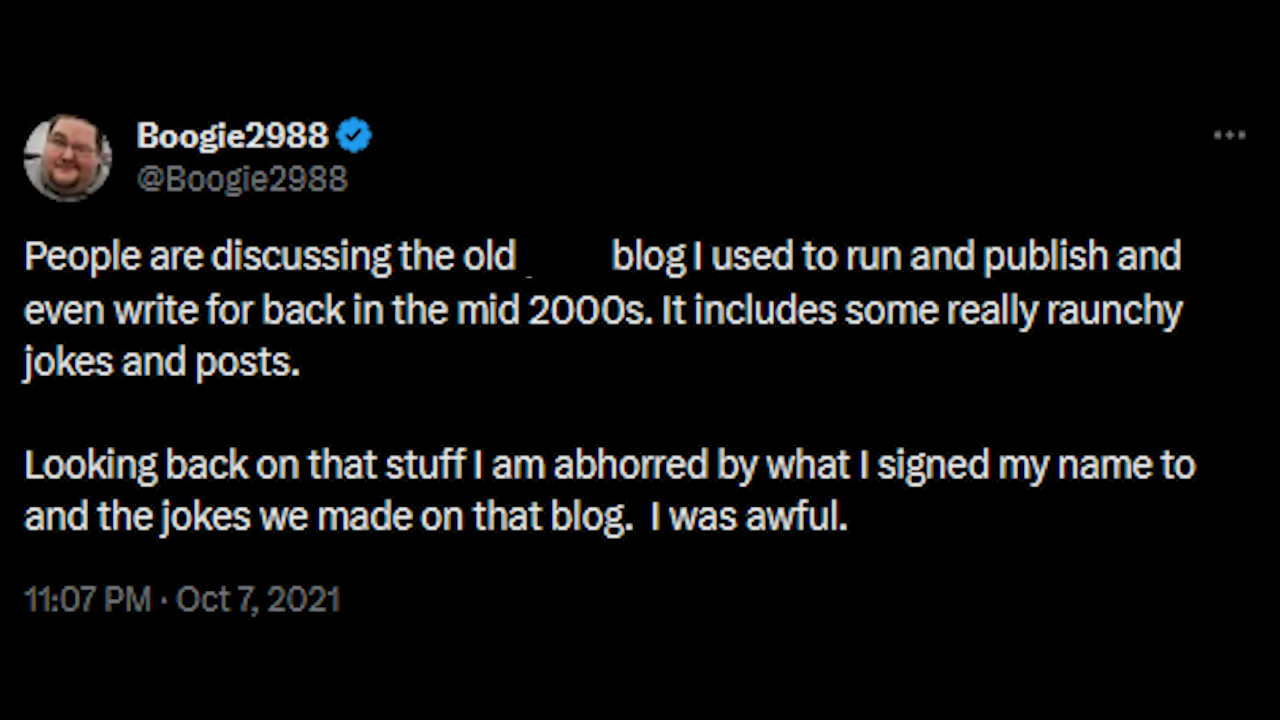 Boogie2988
@Boogie2988
People are discussing the old blog I used to run and publish and
even write for back in the mid 2000s. It includes some really raunchy
jokes and posts.
Looking back on that stuff I am abhorred by what I signed my name to
and the jokes we made on that blog. I was awful.
11:07 PM · Oct 7, 2021